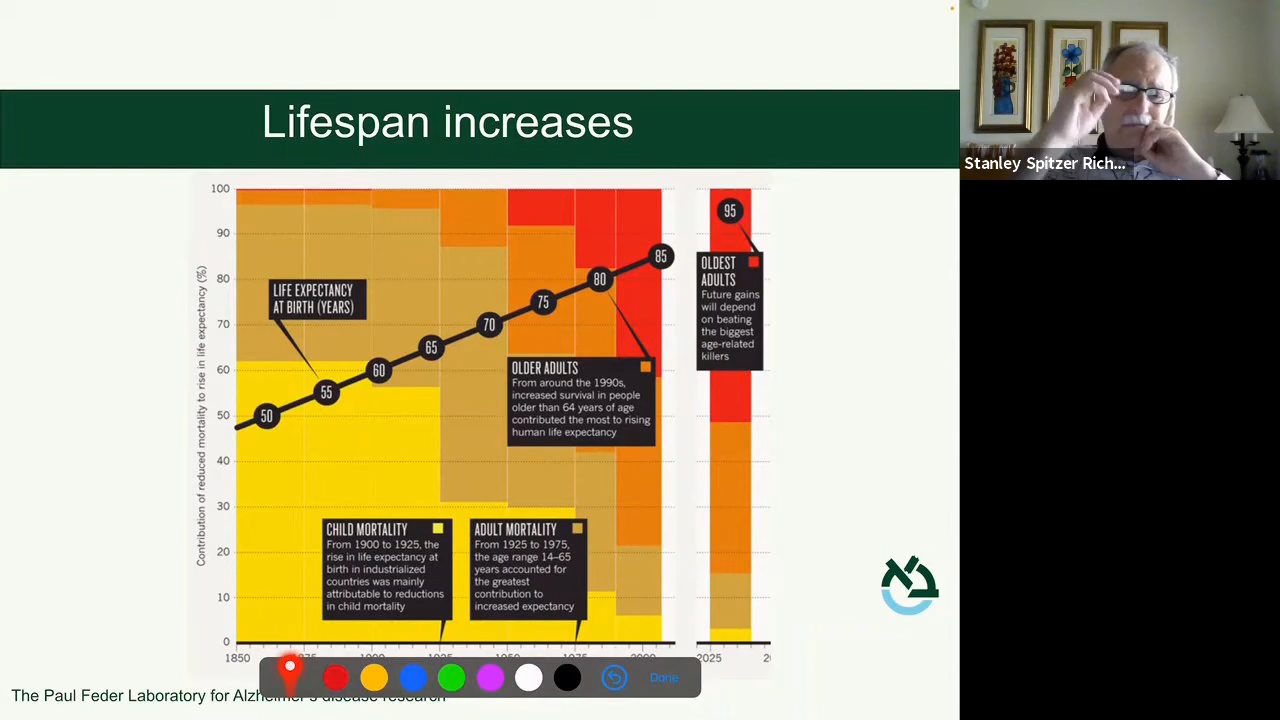 Lifespan increases
Stanley Spitzer Rich...
Contribution of reduced mortality to rise in life expectancy (%)
100
90
80
70
60
50
40
30
20
10
0
LIFE EXPECTANCY
AT BIRTH (YEARS)
50
55
60
65
70
75
80
85
95
OLDEST
ADULTS
Future gains
will depend
on beating
the biggest
age-related
killers
OLDER ADULTS
From around the 1990s,
increased survival in people
older than 64 years of age
contributed the most to rising
human life expectancy
CHILD MORTALITY
From 1900 to 1925, the
rise in life expectancy at
birth in industrialized
countries was mainly
attributable to reductions
in child mortality
ADULT MORTALITY
From 1925 to 1975,
the age range 14–65
years accounted for
the greatest
contribution to
increased expectancy
1850
1900
1925
1950
1975
2000
2025
Done
The Paul Feder Laboratory for Alzheimer's disease research